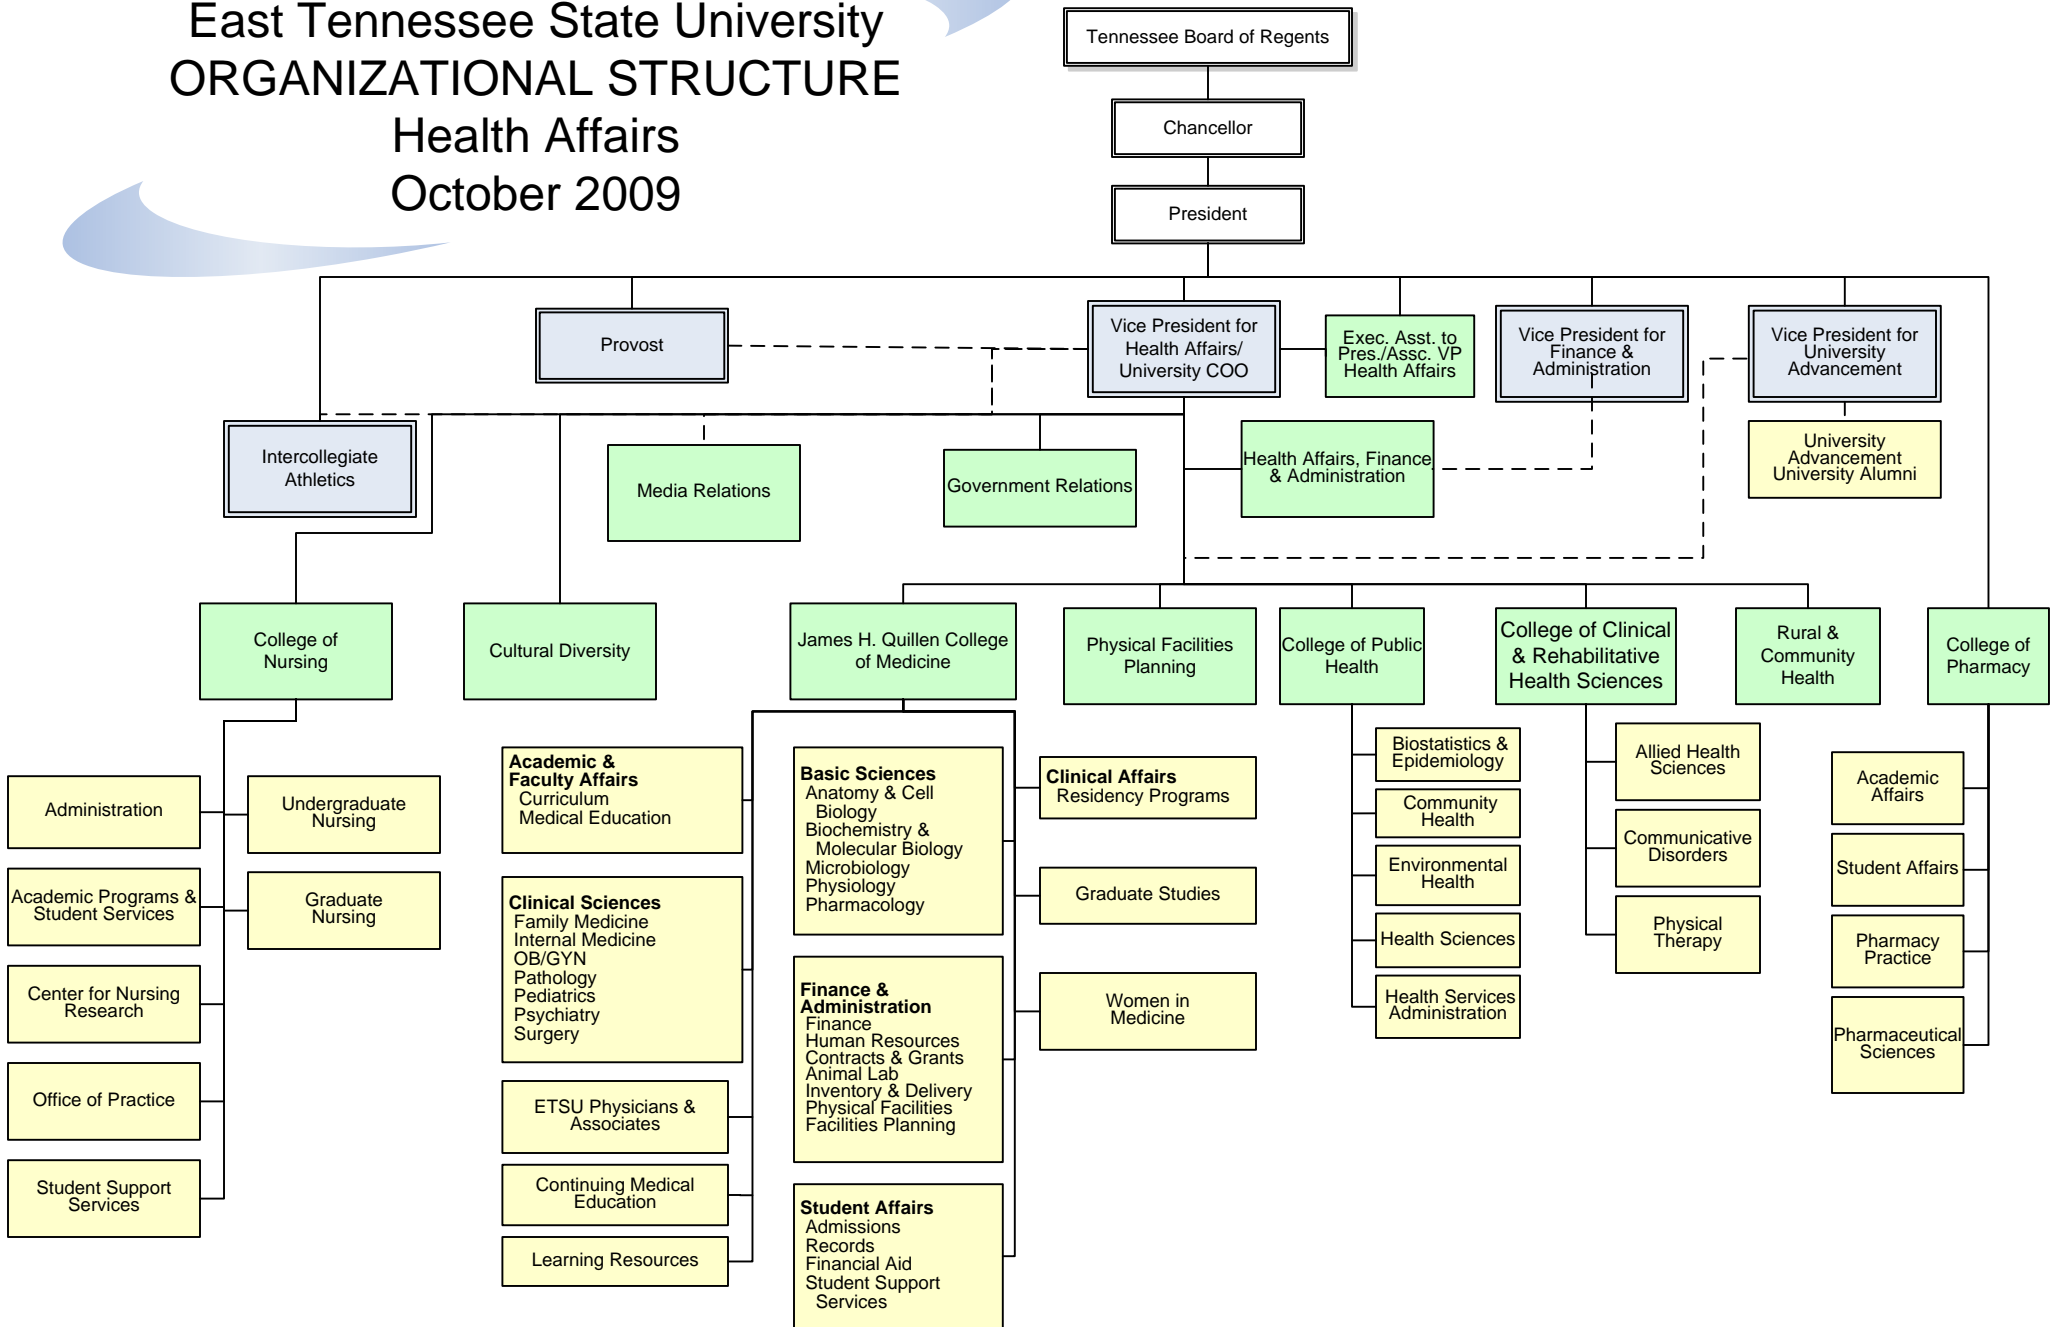 East Tennessee State University
ORGANIZATIONAL STRUCTURE
Health Affairs
October 2009
Tennessee Board of Regents
Chancellor
President
Provost
Vice President for
Health Affairs/
University COO
Exec. Asst. to
Pres./Assc. VP
Health Affairs
Vice President for
Finance &
Administration
Vice President for
University
Advancement
Intercollegiate
Athletics
Media Relations
Government Relations
Health Affairs, Finance
& Administration
University
Advancement
University Alumni
College of
Nursing
Cultural Diversity
James H. Quillen College
of Medicine
Physical Facilities
Planning
College of Public
Health
College of Clinical
& Rehabilitative
Health Sciences
Rural &
Community
Health
College of
Pharmacy
Administration
Undergraduate
Nursing
Academic Programs &
Student Services
Graduate
Nursing
Center for Nursing
Research
Office of Practice
Student Support
Services
Academic &
Faculty Affairs
Curriculum
Medical Education
Clinical Sciences
Family Medicine
Internal Medicine
OB/GYN
Pathology
Pediatrics
Psychiatry
Surgery
ETSU Physicians &
Associates
Continuing Medical
Education
Learning Resources
Basic Sciences
Anatomy & Cell
Biology
Biochemistry &
Molecular Biology
Microbiology
Physiology
Pharmacology
Finance &
Administration
Finance
Human Resources
Contracts & Grants
Animal Lab
Inventory & Delivery
Physical Facilities
Facilities Planning
Student Affairs
Admissions
Records
Financial Aid
Student Support
Services
Clinical Affairs
Residency Programs
Graduate Studies
Women in
Medicine
Biostatistics &
Epidemiology
Community
Health
Environmental
Health
Health Sciences
Health Services
Administration
Allied Health
Sciences
Communicative
Disorders
Physical
Therapy
Academic
Affairs
Student Affairs
Pharmacy
Practice
Pharmaceutical
Sciences